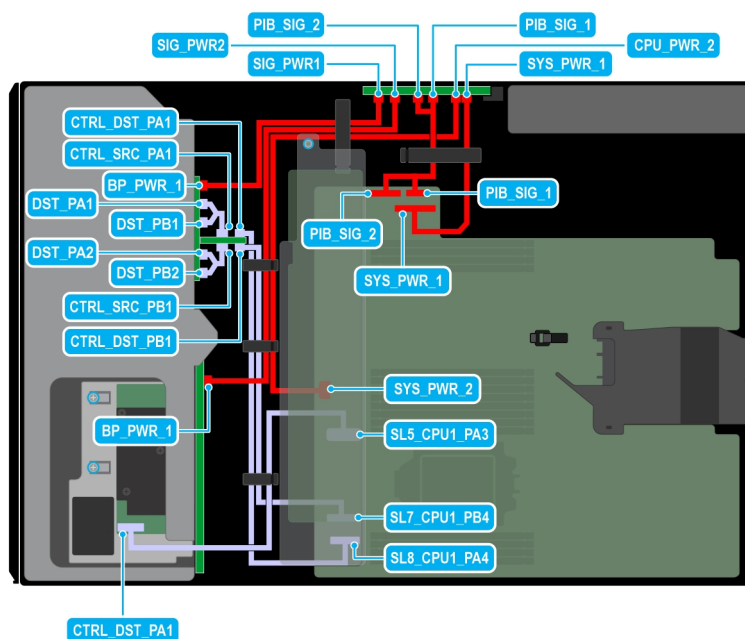 PIB_SIG_2
PIB_SIG_1
SIG_PWR2
CPU_PWR_2
SIG_PWR1
SYS_PWR_1
CTRL_DST_PA1
CTRL_SRC_PA1
BP_PWR_1
DST_PA1
PIB_SIG_1
DST_PB1
PIB_SIG_2
DST_PA2
DST_PB2
SYS_PWR_1
CTRL_SRC_PB1
CTRL_DST_PB1
SYS_PWR_2
BP_PWR_1
SL5_CPU1_PA3
SL7_CPU1_PB4
SL8_CPU1_PA4
CTRL_DST_PA1